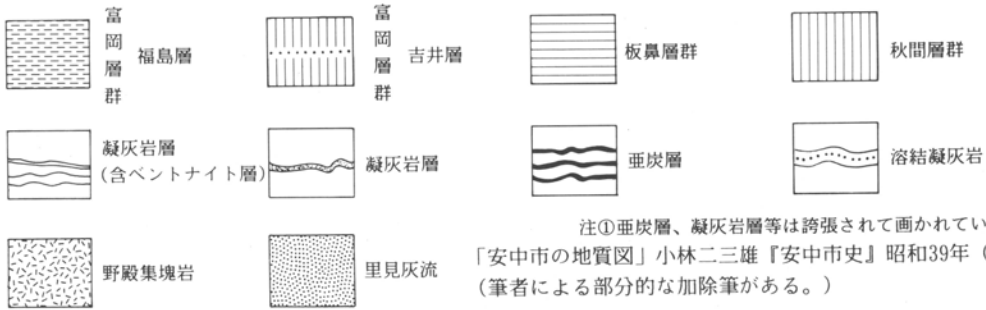 富岡層群
福島層
富岡層群
吉井層
板鼻層群
秋間層群
凝灰岩層
(含ベントナイト層)
凝灰岩層
亜炭層
溶結凝灰岩
野殿集塊岩
里見灰流
注①亜炭層、凝灰岩層等は誇張されて画かれてい
「安中市の地質図」小林二三雄『安中市史』昭和39年（
（筆者による部分的な加除筆がある。）